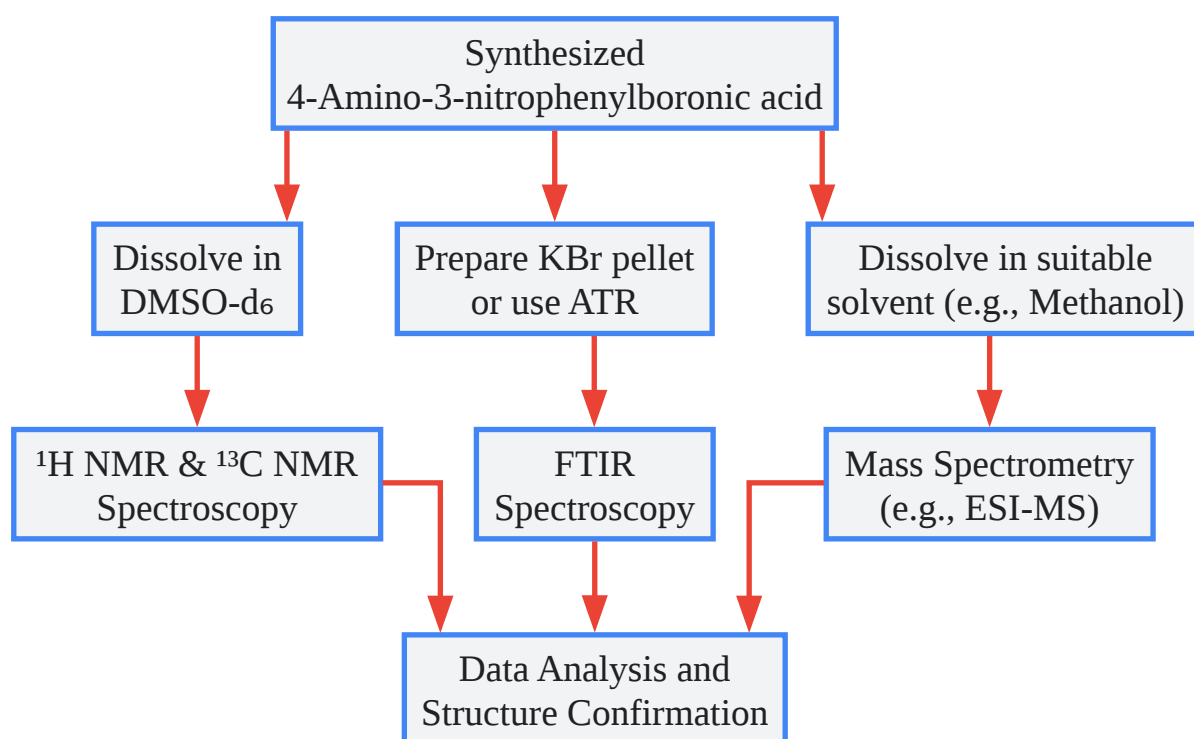 Synthesized
4-Amino-3-nitrophenylboronic acid
Dissolve in
DMSO-d₆
Prepare KBr pellet
or use ATR
Dissolve in suitable
solvent (e.g., Methanol)
¹H NMR & ¹³C NMR
Spectroscopy
FTIR
Spectroscopy
Mass Spectrometry
(e.g., ESI-MS)
Data Analysis and
Structure Confirmation